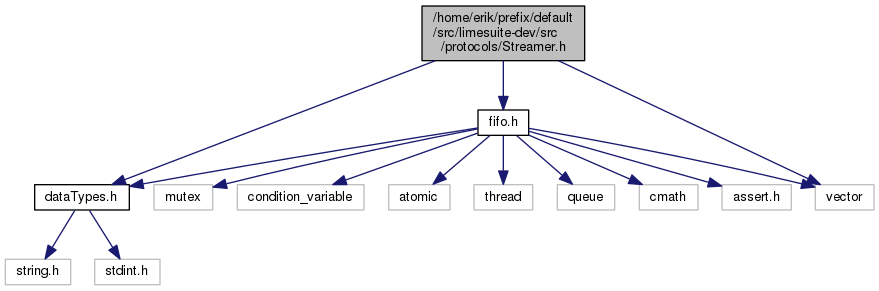 /home/erik/prefix/default
/src/limesuite-dev/src
/protocols/Streamer.h
fifo.h
dataTypes.h
mutex
condition_variable
atomic
thread
queue
cmath
assert.h
vector
string.h
stdint.h